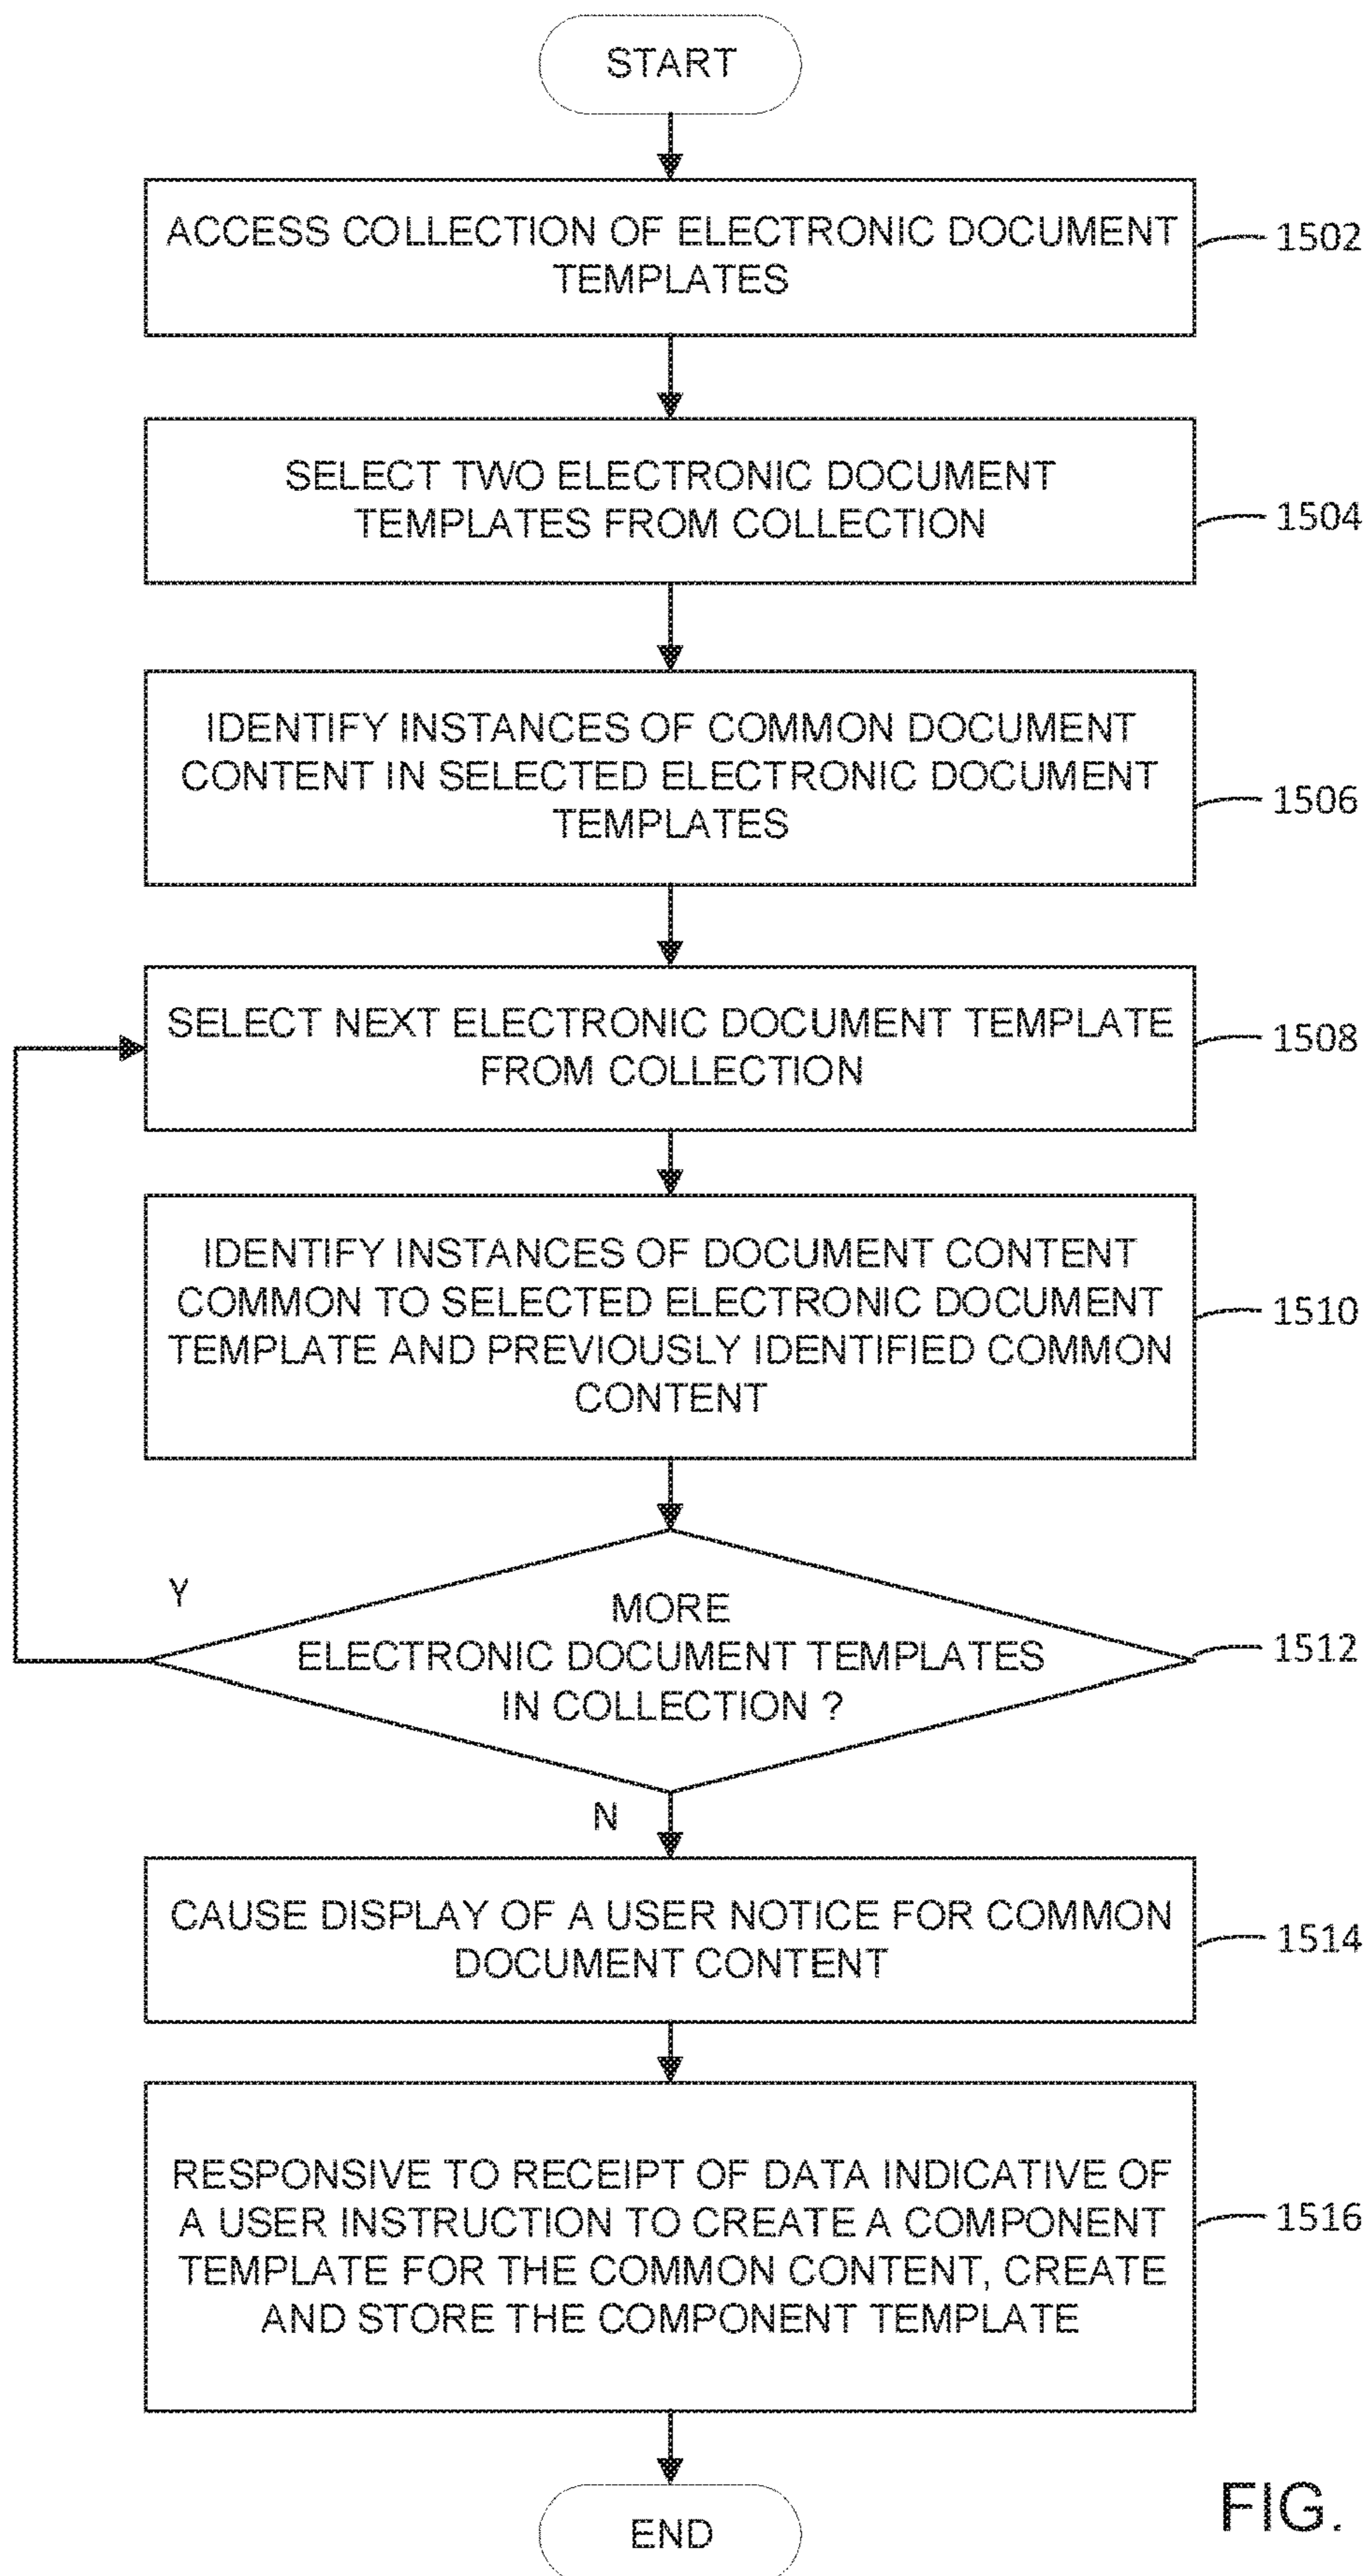 START
ACCESS COLLECTION OF ELECTRONIC DOCUMENT
TEMPLATES
1502
SELECT TWO ELECTRONIC DOCUMENT
TEMPLATES FROM COLLECTION
1504
IDENTIFY INSTANCES OF COMMON DOCUMENT
CONTENT IN SELECTED ELECTRONIC DOCUMENT
TEMPLATES
1506
SELECT NEXT ELECTRONIC DOCUMENT TEMPLATE
FROM COLLECTION
1508
IDENTIFY INSTANCES OF DOCUMENT CONTENT
COMMON TO SELECTED ELECTRONIC DOCUMENT
TEMPLATE AND PREVIOUSLY IDENTIFIED COMMON
CONTENT
1510
Y
MORE
ELECTRONIC DOCUMENT TEMPLATES
IN COLLECTION ?
1512
N
CAUSE DISPLAY OF A USER NOTICE FOR COMMON
DOCUMENT CONTENT
1514
RESPONSIVE TO RECEIPT OF DATA INDICATIVE OF
A USER INSTRUCTION TO CREATE A COMPONENT
TEMPLATE FOR THE COMMON CONTENT, CREATE
AND STORE THE COMPONENT TEMPLATE
1516
END
FIG.